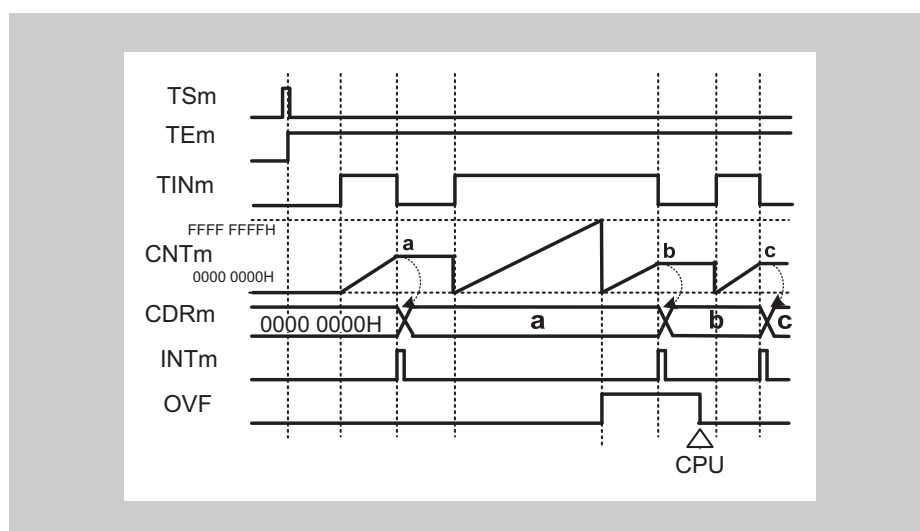 TSm
TEm
TINm
FFFF FFFFH
CNTm
0000 0000H
a
b
c
CDRm
0000 0000H
a
b
c
INTm
OVF
CPU